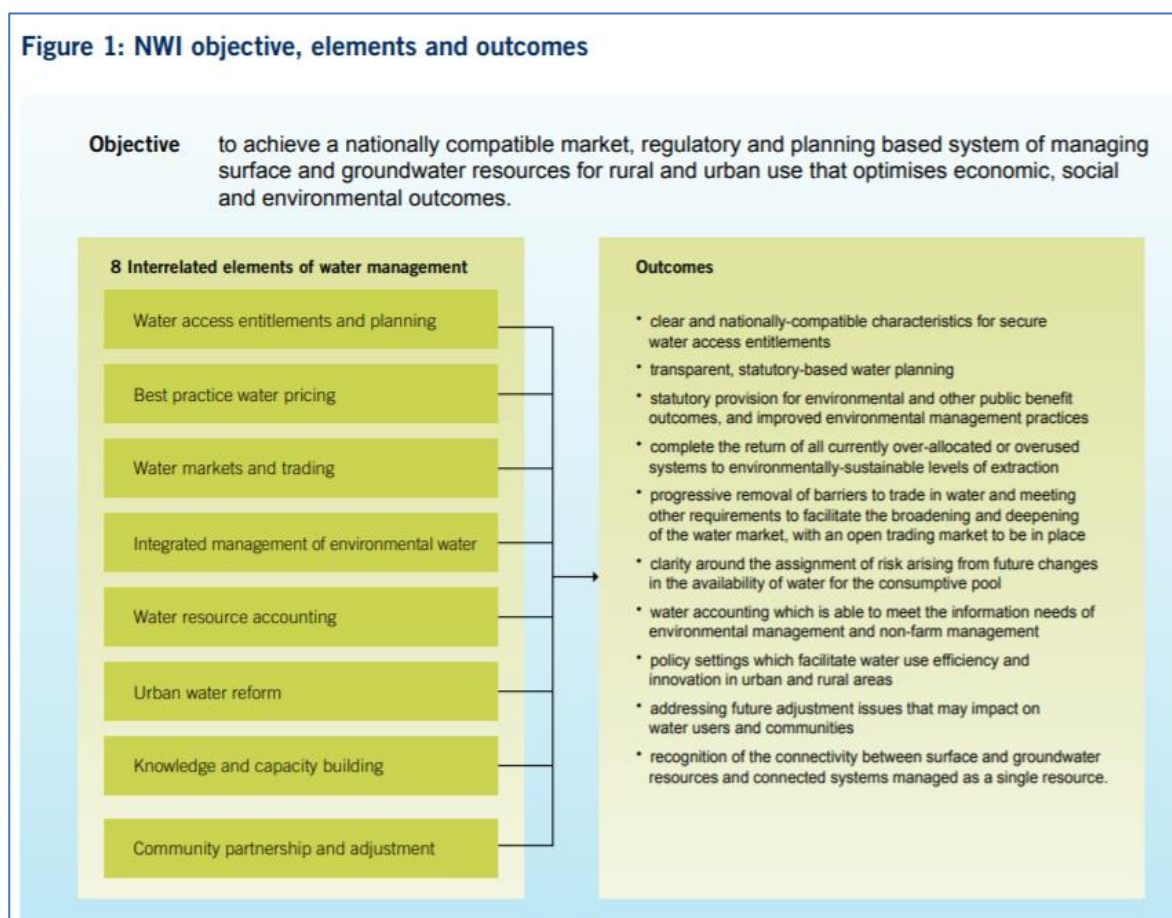 Figure 1: NWI objective, elements and outcomes
Objective to achieve a nationally compatible market, regulatory and planning based system of managing
surface and groundwater resources for rural and urban use that optimises economic, social
and environmental outcomes.
8 Interrelated elements of water management
Water access entitlements and planning
Best practice water pricing
Water markets and trading
Integrated management of environmental water
Water resource accounting
Urban water reform
Knowledge and capacity building
Community partnership and adjustment
Outcomes
• clear and nationally-compatible characteristics for secure
water access entitlements
• transparent, statutory-based water planning
• statutory provision for environmental and other public benefit
outcomes, and improved environmental management practices
• complete the return of all currently over-allocated or overused
systems to environmentally-sustainable levels of extraction
• progressive removal of barriers to trade in water and meeting
other requirements to facilitate the broadening and deepening
of the water market, with an open trading market to be in place
• clarity around the assignment of risk arising from future changes
in the availability of water for the consumptive pool
• water accounting which is able to meet the information needs of
environmental management and non-farm management
• policy settings which facilitate water use efficiency and
innovation in urban and rural areas
• addressing future adjustment issues that may impact on
water users and communities
• recognition of the connectivity between surface and groundwater
resources and connected systems managed as a single resource.